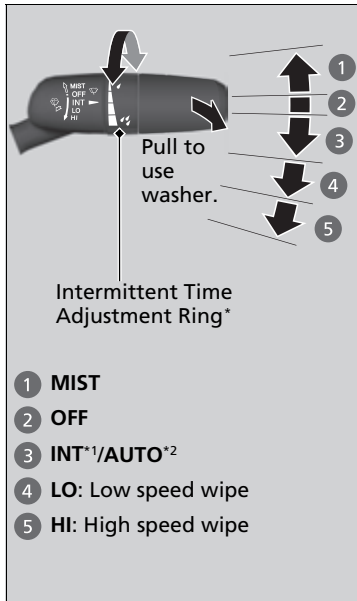 MIST
OFF
INT
LO
HI
1
2
3
4
5
Pull to
use
washer.
Intermittent Time
Adjustment Ring*
1 MIST
2 OFF
3 INT*1/AUTO*2
4 LO: Low speed wipe
5 HI: High speed wipe